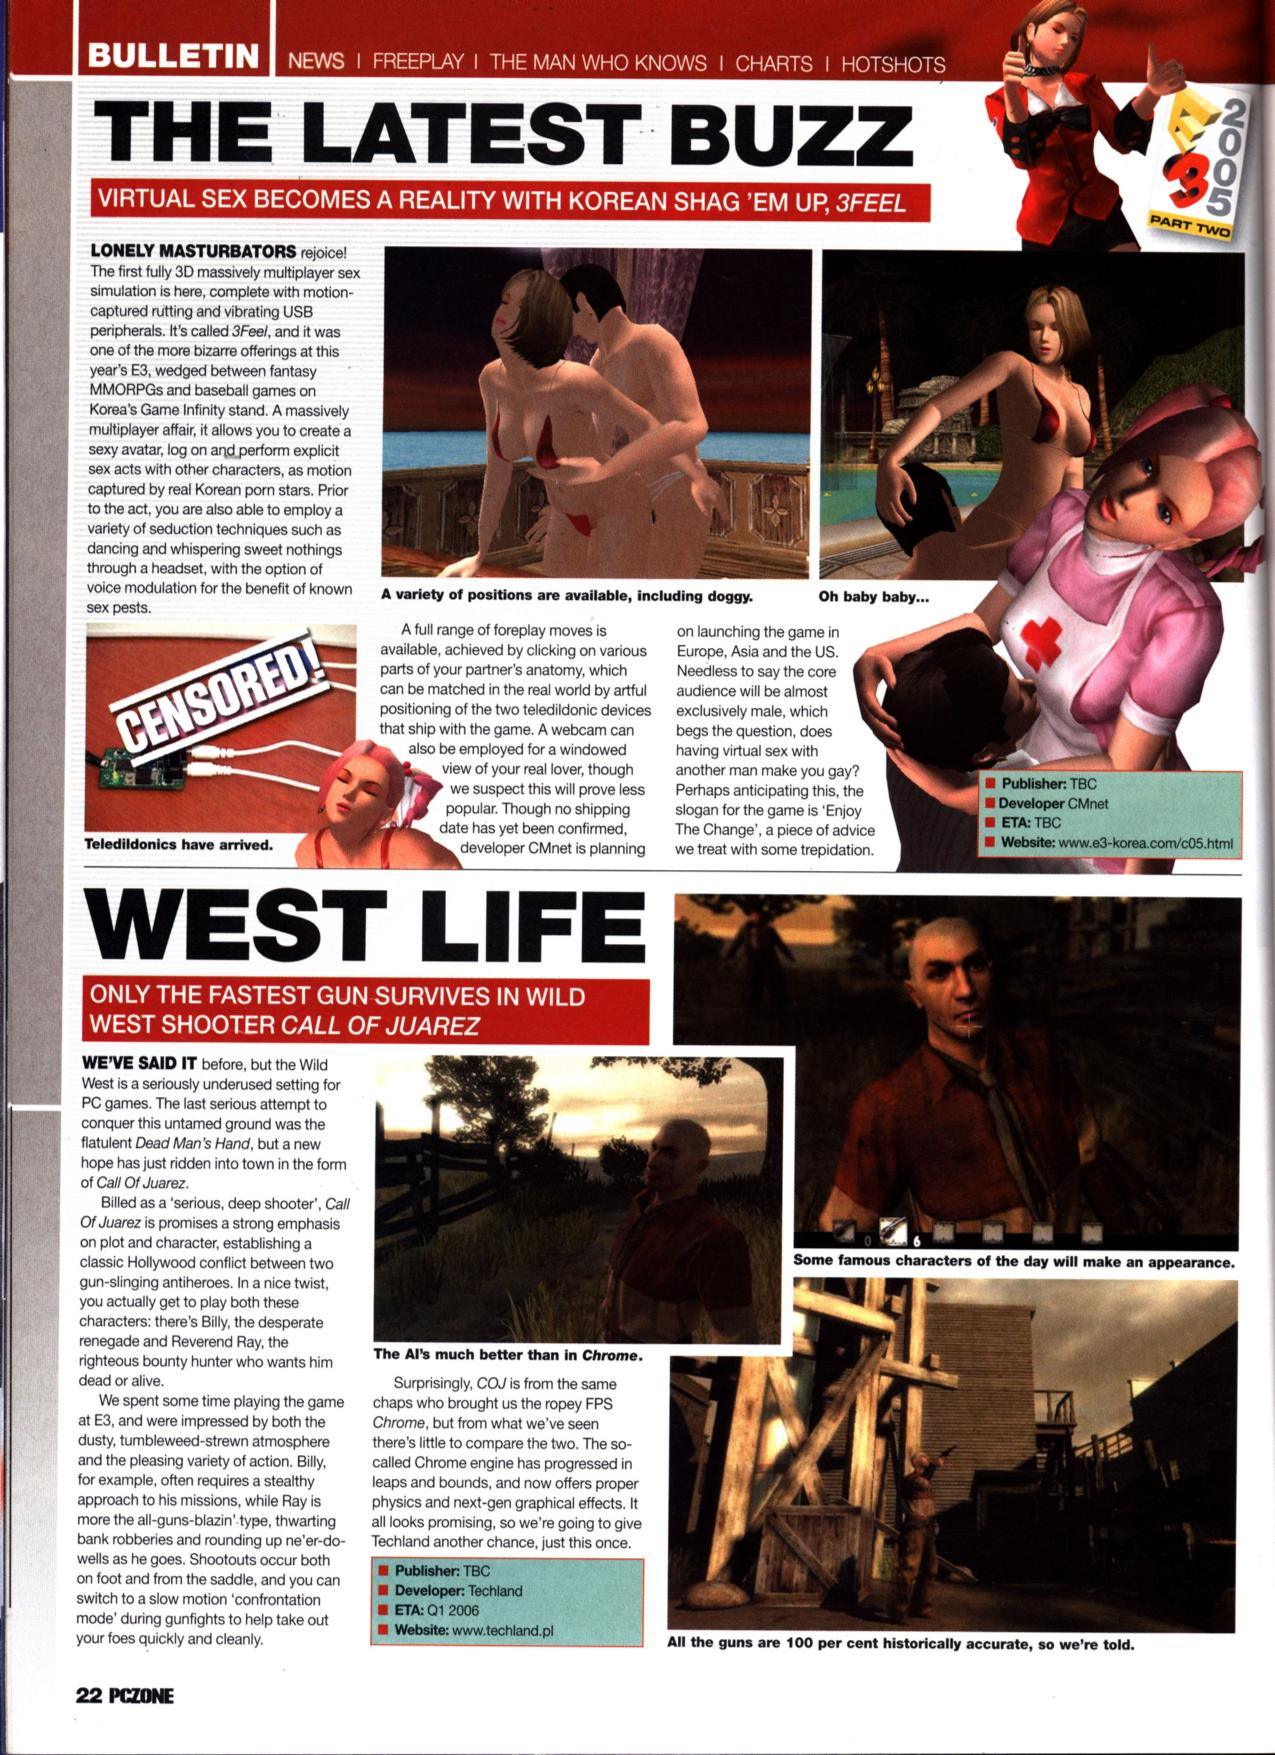 BULLETIN
NEWS | FREEPLAY | THE MAN WHO KNOWS | CHARTS | HOTSHOTS
E3 2005
PART TWO
THE LATEST BUZZ
VIRTUAL SEX BECOMES A REALITY WITH KOREAN SHAG 'EM UP, 3FEEL
LONELY MASTURBATORS rejoice!
The first fully 3D massively multiplayer sex
simulation is here, complete with motion-
captured rutting and vibrating USB
peripherals. It's called 3Feel, and it was
one of the more bizarre offerings at this
year's E3, wedged between fantasy
MMORPGs and baseball games on
Korea's Game Infinity stand. A massively
multiplayer affair, it allows you to create a
sexy avatar, log on and perform explicit
sex acts with other characters, as motion
captured by real Korean porn stars. Prior
to the act, you are also able to employ a
variety of seduction techniques such as
dancing and whispering sweet nothings
through a headset, with the option of
voice modulation for the benefit of known
sex pests.
A variety of positions are available, including doggy.
Oh baby baby...
CENSORED!
Teledildonics have arrived.
A full range of foreplay moves is
available, achieved by clicking on various
parts of your partner's anatomy, which
can be matched in the real world by artful
positioning of the two teledildonic devices
that ship with the game. A webcam can
also be employed for a windowed
view of your real lover, though
we suspect this will prove less
popular. Though no shipping
date has yet been confirmed,
developer CMnet is planning
on launching the game in
Europe, Asia and the US.
Needless to say the core
audience will be almost
exclusively male, which
begs the question, does
having virtual sex with
another man make you gay?
Perhaps anticipating this, the
slogan for the game is 'Enjoy
The Change', a piece of advice
we treat with some trepidation.
Publisher: TBC
Developer CMnet
ETA: TBC
Website: www.e3-korea.com/c05.html
WEST LIFE
ONLY THE FASTEST GUN SURVIVES IN WILD
WEST SHOOTER CALL OF JUAREZ
WE'VE SAID IT before, but the Wild
West is a seriously underused setting for
PC games. The last serious attempt to
conquer this untamed ground was the
flatulent Dead Man's Hand, but a new
hope has just ridden into town in the form
of Call Of Juarez.
Billed as a 'serious, deep shooter', Call
Of Juarez is promises a strong emphasis
on plot and character, establishing a
classic Hollywood conflict between two
gun-slinging antiheroes. In a nice twist,
you actually get to play both these
characters: there's Billy, the desperate
renegade and Reverend Ray, the
righteous bounty hunter who wants him
dead or alive.
We spent some time playing the game
at E3, and were impressed by both the
dusty, tumbleweed-strewn atmosphere
and the pleasing variety of action. Billy,
for example, often requires a stealthy
approach to his missions, while Ray is
more the all-guns-blazin' type, thwarting
bank robberies and rounding up ne'er-do-
wells as he goes. Shootouts occur both
on foot and from the saddle, and you can
switch to a slow motion 'confrontation
mode' during gunfights to help take out
your foes quickly and cleanly.
The AI's much better than in Chrome.
Surprisingly, COJ is from the same
chaps who brought us the ropey FPS
Chrome, but from what we've seen
there's little to compare the two. The so-
called Chrome engine has progressed in
leaps and bounds, and now offers proper
physics and next-gen graphical effects. It
all looks promising, so we're going to give
Techland another chance, just this once.
Publisher: TBC
Developer: Techland
ETA: Q1 2006
Website: www.techland.pl
0 6
Some famous characters of the day will make an appearance.
All the guns are 100 per cent historically accurate, so we're told.
22 PCZONE